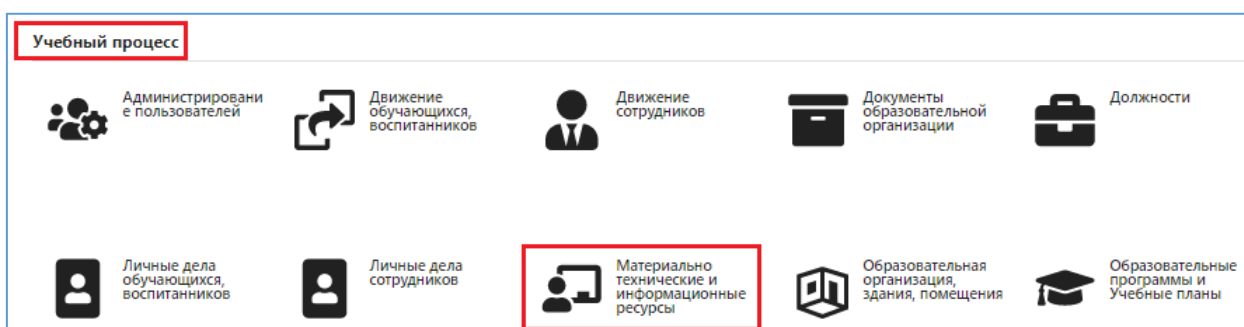 Учебный процесс
Администрировани
е пользователей
Движение
обучающихся,
воспитанников
Движение
сотрудников
Документы
образовательной
организации
Должности
Личные дела
обучающихся,
воспитанников
Личные дела
сотрудников
Материально
технические и
информационные
ресурсы
Образовательная
организация,
здания, помещения
Образовательные
программы и
Учебные планы